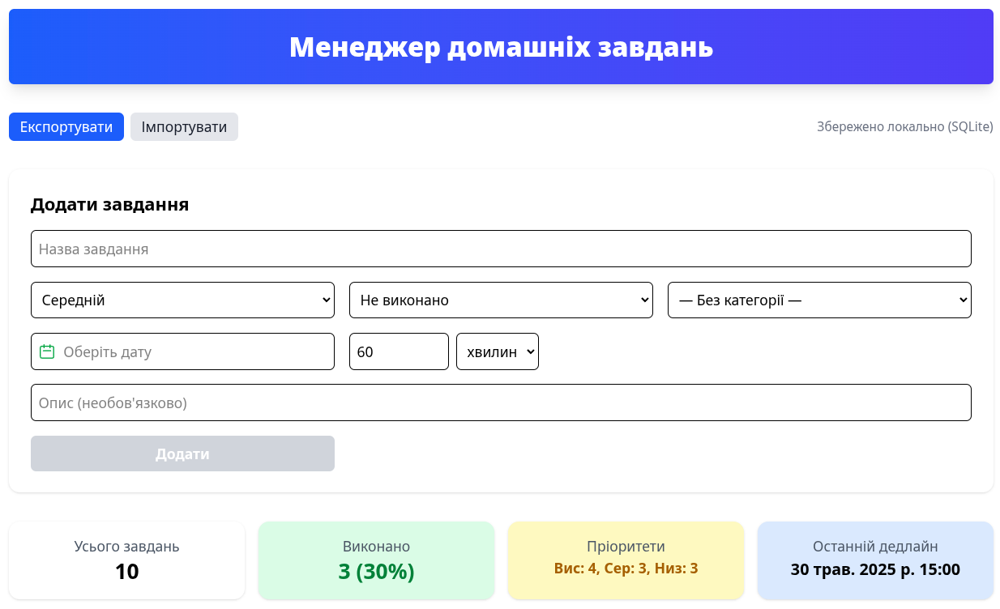 Менеджер домашніх завдань
Експортувати Імпортувати Збережено локально (SQLite)
Додати завдання
Назва завдання
Середній Не виконано — Без категорії —
Оберіть дату 60 хвилин
Опис (необов'язково)
Додати
Усього завдань Виконано Пріоритети Останній дедлайн
10 3 (30%) Вис: 4, Сер: 3, Низ: 3 30 трав. 2025 р. 15:00